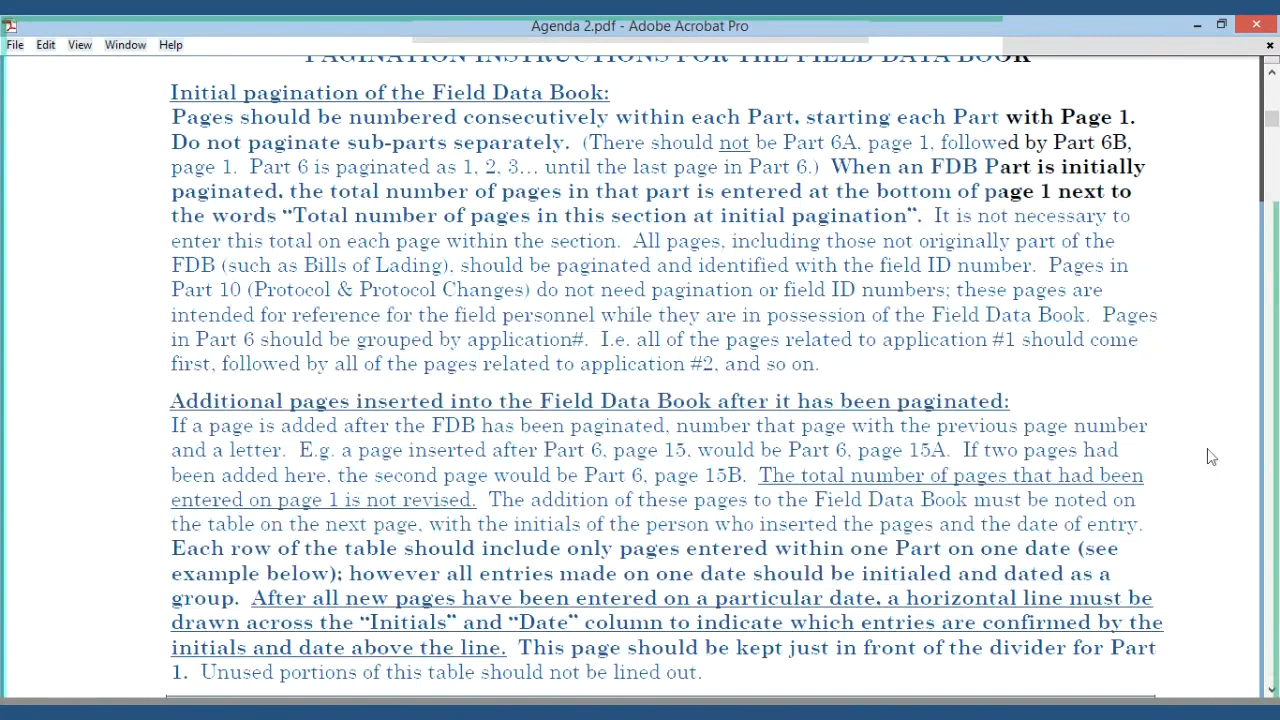 Agenda 2.pdf - Adobe Acrobat Pro
File Edit View Window Help
PAGINATION INSTRUCTIONS FOR THE FIELD DATA BOOK
Initial pagination of the Field Data Book:
Pages should be numbered consecutively within each Part, starting each Part with Page 1.
Do not paginate sub-parts separately. (There should not be Part 6A, page 1, followed by Part 6B,
page 1. Part 6 is paginated as 1, 2, 3… until the last page in Part 6.) When an FDB Part is initially
paginated, the total number of pages in that part is entered at the bottom of page 1 next to
the words “Total number of pages in this section at initial pagination”. It is not necessary to
enter this total on each page within the section. All pages, including those not originally part of the
FDB (such as Bills of Lading), should be paginated and identified with the field ID number. Pages in
Part 10 (Protocol & Protocol Changes) do not need pagination or field ID numbers; these pages are
intended for reference for the field personnel while they are in possession of the Field Data Book. Pages
in Part 6 should be grouped by application#. I.e. all of the pages related to application #1 should come
first, followed by all of the pages related to application #2, and so on.
Additional pages inserted into the Field Data Book after it has been paginated:
If a page is added after the FDB has been paginated, number that page with the previous page number
and a letter. E.g. a page inserted after Part 6, page 15, would be Part 6, page 15A. If two pages had
been added here, the second page would be Part 6, page 15B. The total number of pages that had been
entered on page 1 is not revised. The addition of these pages to the Field Data Book must be noted on
the table on the next page, with the initials of the person who inserted the pages and the date of entry.
Each row of the table should include only pages entered within one Part on one date (see
example below); however all entries made on one date should be initialed and dated as a
group. After all new pages have been entered on a particular date, a horizontal line must be
drawn across the “Initials” and “Date” column to indicate which entries are confirmed by the
initials and date above the line. This page should be kept just in front of the divider for Part
1. Unused portions of this table should not be lined out.